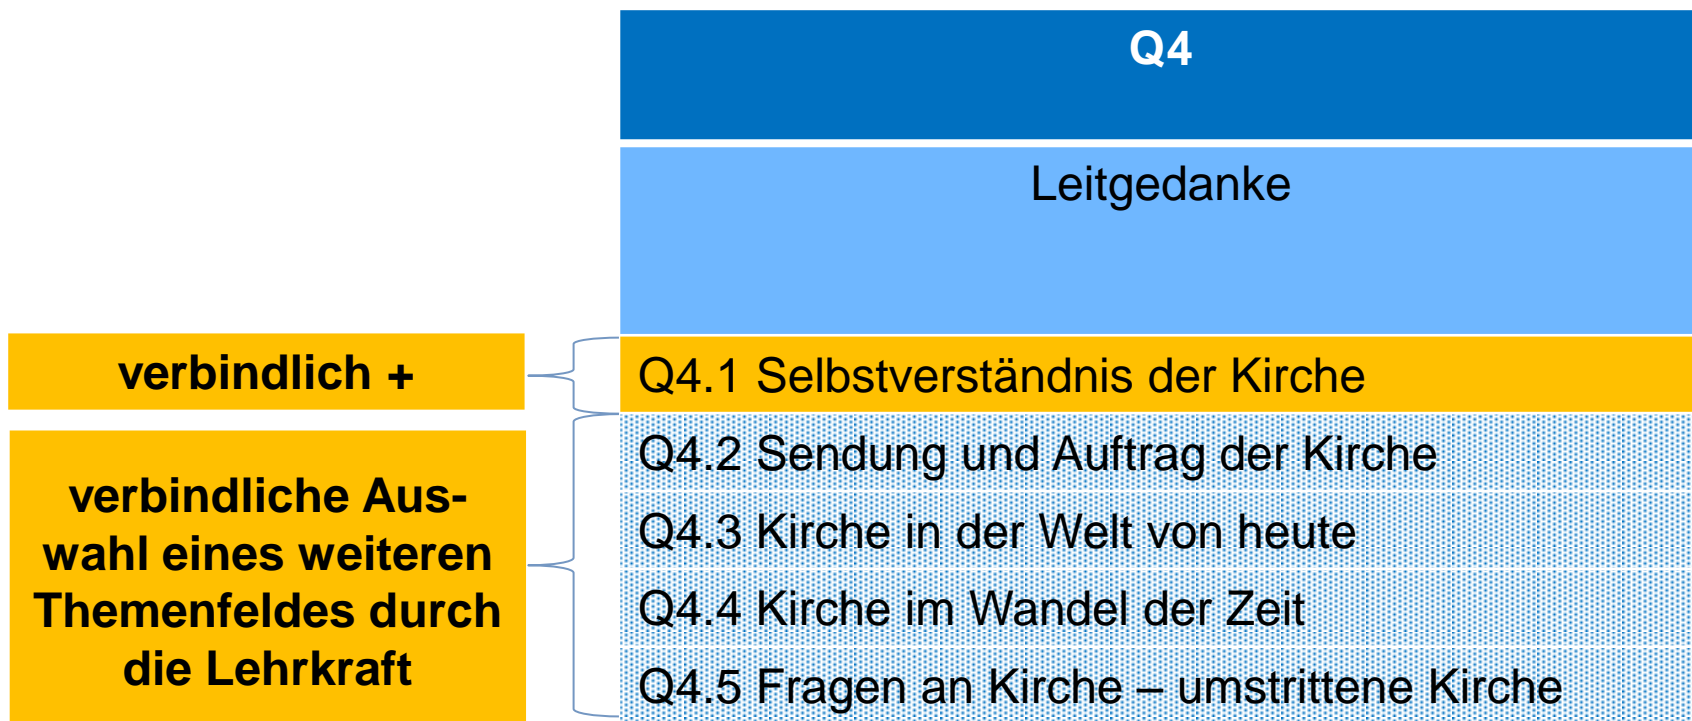 Q4
Leitgedanke
verbindlich +
Q4.1 Selbstverständnis der Kirche
verbindliche Aus-
wahl eines weiteren
Themenfeldes durch
die Lehrkraft
Q4.2 Sendung und Auftrag der Kirche
Q4.3 Kirche in der Welt von heute
Q4.4 Kirche im Wandel der Zeit
Q4.5 Fragen an Kirche – umstrittene Kirche